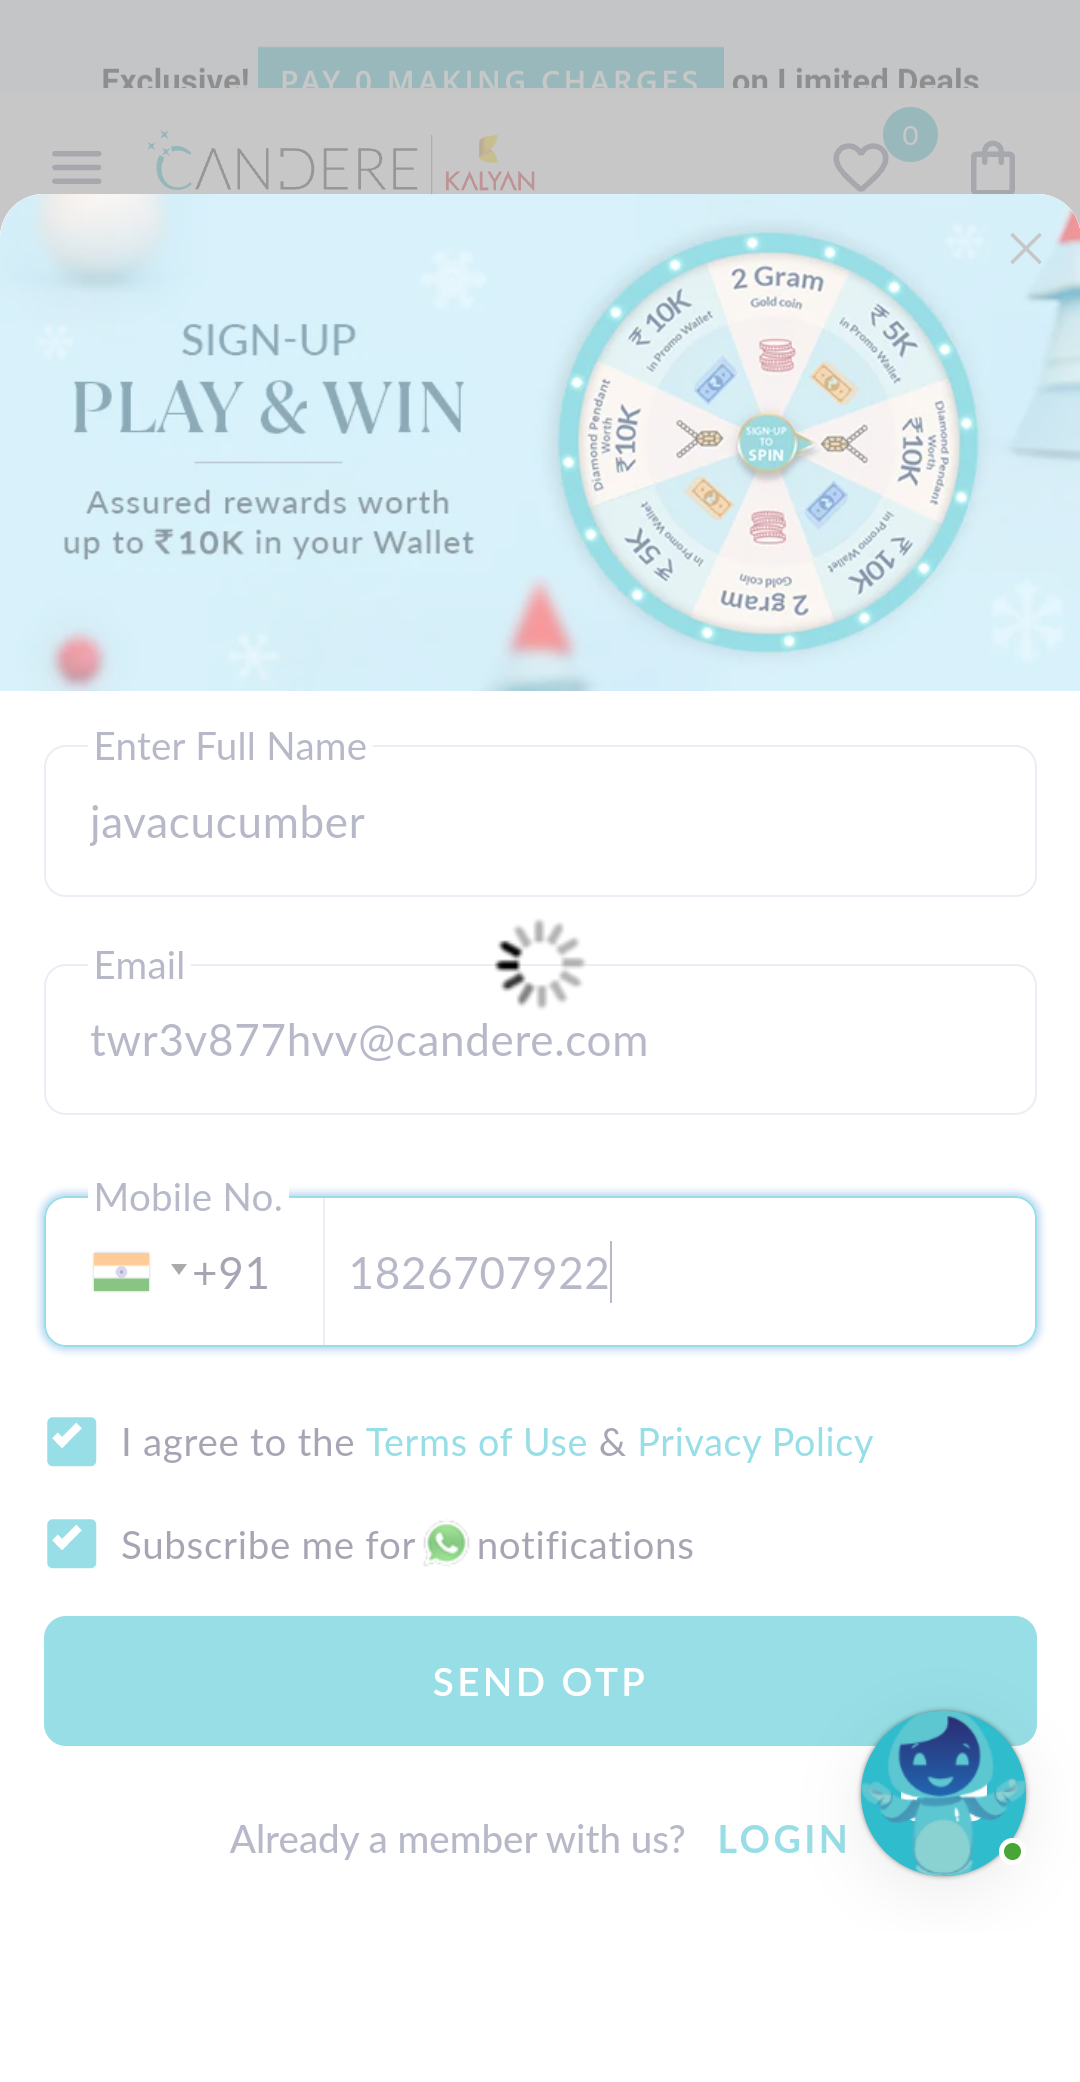 Exclusive! PAY 0 MAKING CHARGES on Limited Deals
CANDERE
KALYAN
0
SIGN-UP
PLAY & WIN
Assured rewards worth
up to ₹10K in your Wallet
2 Gram
Gold coin
₹ 5K
in Promo Wallet
Diamond Pendant
Worth
₹10K
₹ 10K
in Promo Wallet
2 gram
Gold coin
₹ 5K
in Promo Wallet
Diamond Pendant
Worth
₹10K
₹ 10K
in Promo Wallet
SIGN-UP
TO
SPIN
Enter Full Name
javacucumber
Email
twr3v877hvv@candere.com
Mobile No.
+91 1826707922
I agree to the Terms of Use & Privacy Policy
Subscribe me for notifications
SEND OTP
Already a member with us? LOGIN